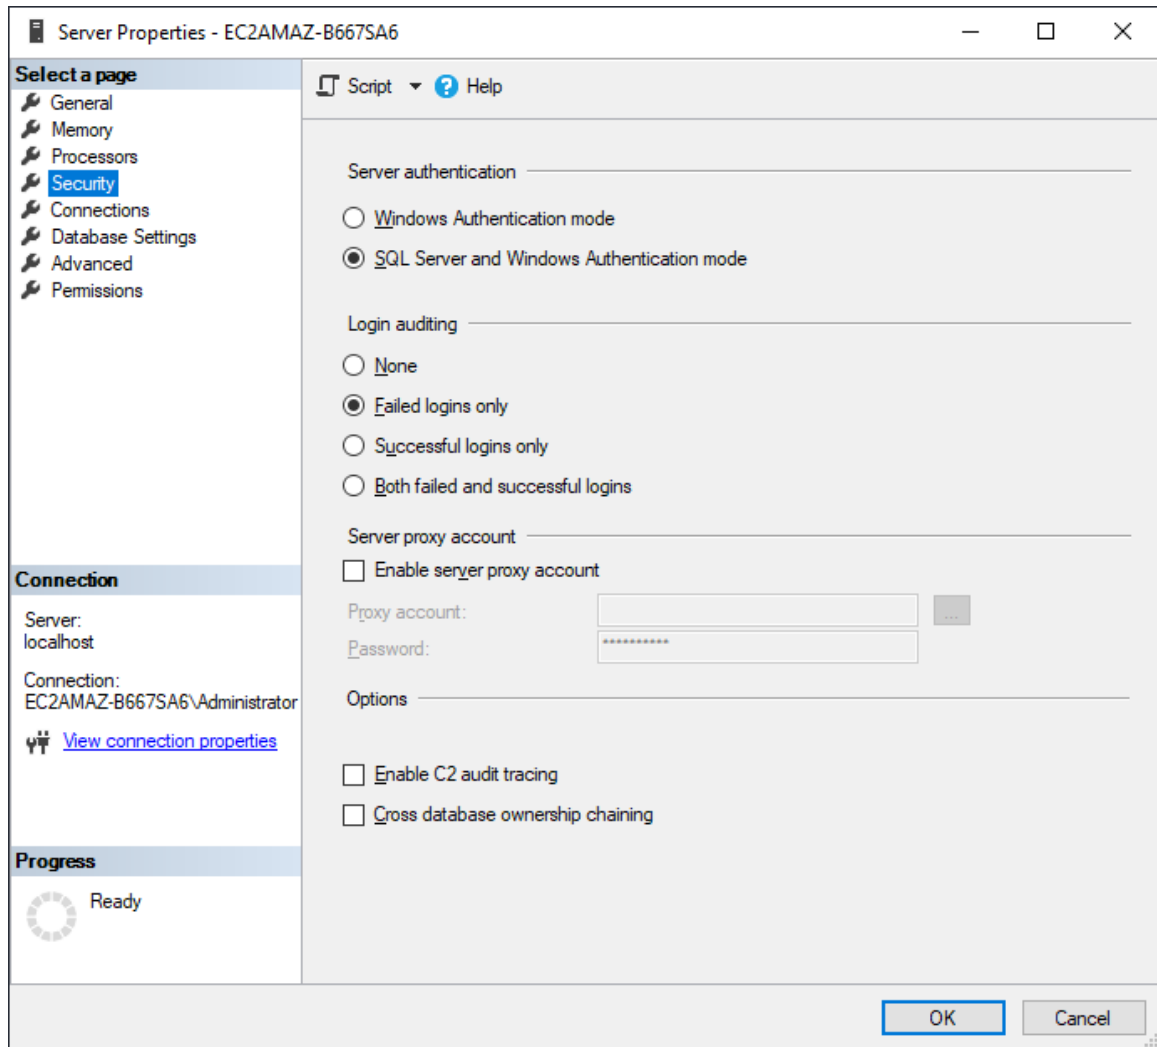 Server Properties - EC2AMAZ-B667SA6
Select a page
General
Memory
Processors
Security
Connections
Database Settings
Advanced
Permissions
Connection
Server:
localhost
Connection:
EC2AMAZ-B667SA6\Administrator
View connection properties
Progress
Ready
Script
Help
Server authentication
Windows Authentication mode
SQL Server and Windows Authentication mode
Login auditing
None
Failed logins only
Successful logins only
Both failed and successful logins
Server proxy account
Enable server proxy account
Proxy account:
...
Password: **********
Options
Enable C2 audit tracing
Cross database ownership chaining
OK
Cancel